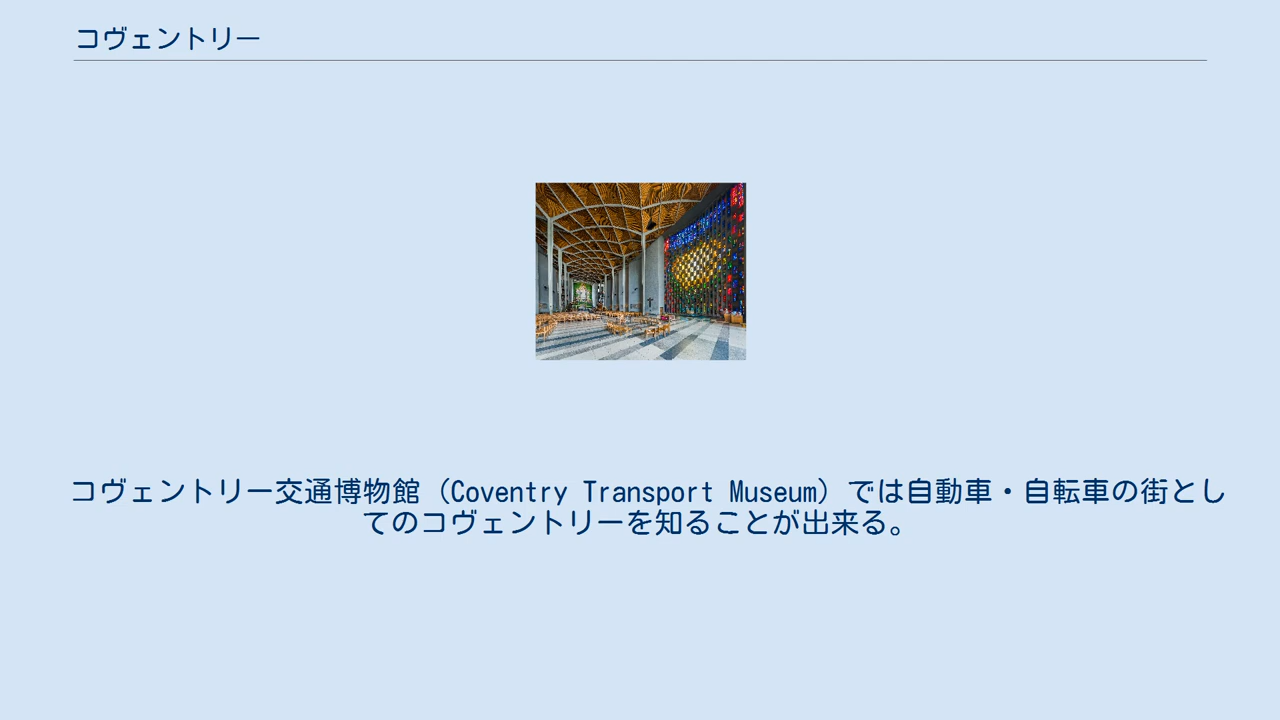 コヴェントリー
コヴェントリー交通博物館（Coventry Transport Museum）では自動車・自転車の街とし
てのコヴェントリーを知ることが出来る。